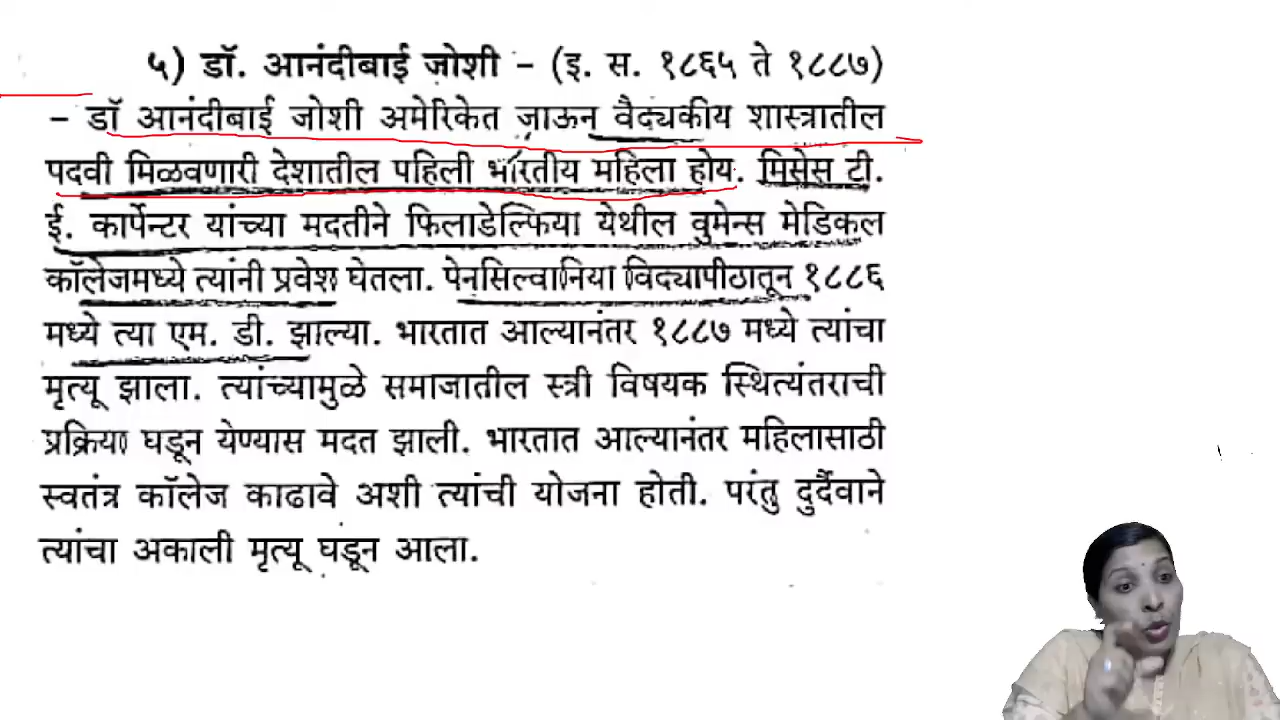 ५) डॉ. आनंदीबाई जोशी - (इ. स. १८६५ ते १८८७)
- डॉ आनंदीबाई जोशी अमेरिकेत जाऊन वैद्यकीय शास्त्रातील
पदवी मिळवणारी देशातील पहिली भारतीय महिला होय. मिसेस टी.
ई. कार्पेन्टर यांच्या मदतीने फिलाडेल्फिया येथील वुमेन्स मेडिकल
कॉलेजमध्ये त्यांनी प्रवेश घेतला. पेनसिल्वानिया विद्यापीठातून १८८६
मध्ये त्या एम. डी. झाल्या. भारतात आल्यानंतर १८८७ मध्ये त्यांचा
मृत्यू झाला. त्यांच्यामुळे समाजातील स्त्री विषयक स्थित्यंतराची
प्रक्रिया घडून येण्यास मदत झाली. भारतात आल्यानंतर महिलासाठी
स्वतंत्र कॉलेज काढावे अशी त्यांची योजना होती. परंतु दुर्दैवाने
त्यांचा अकाली मृत्यू घडून आला.